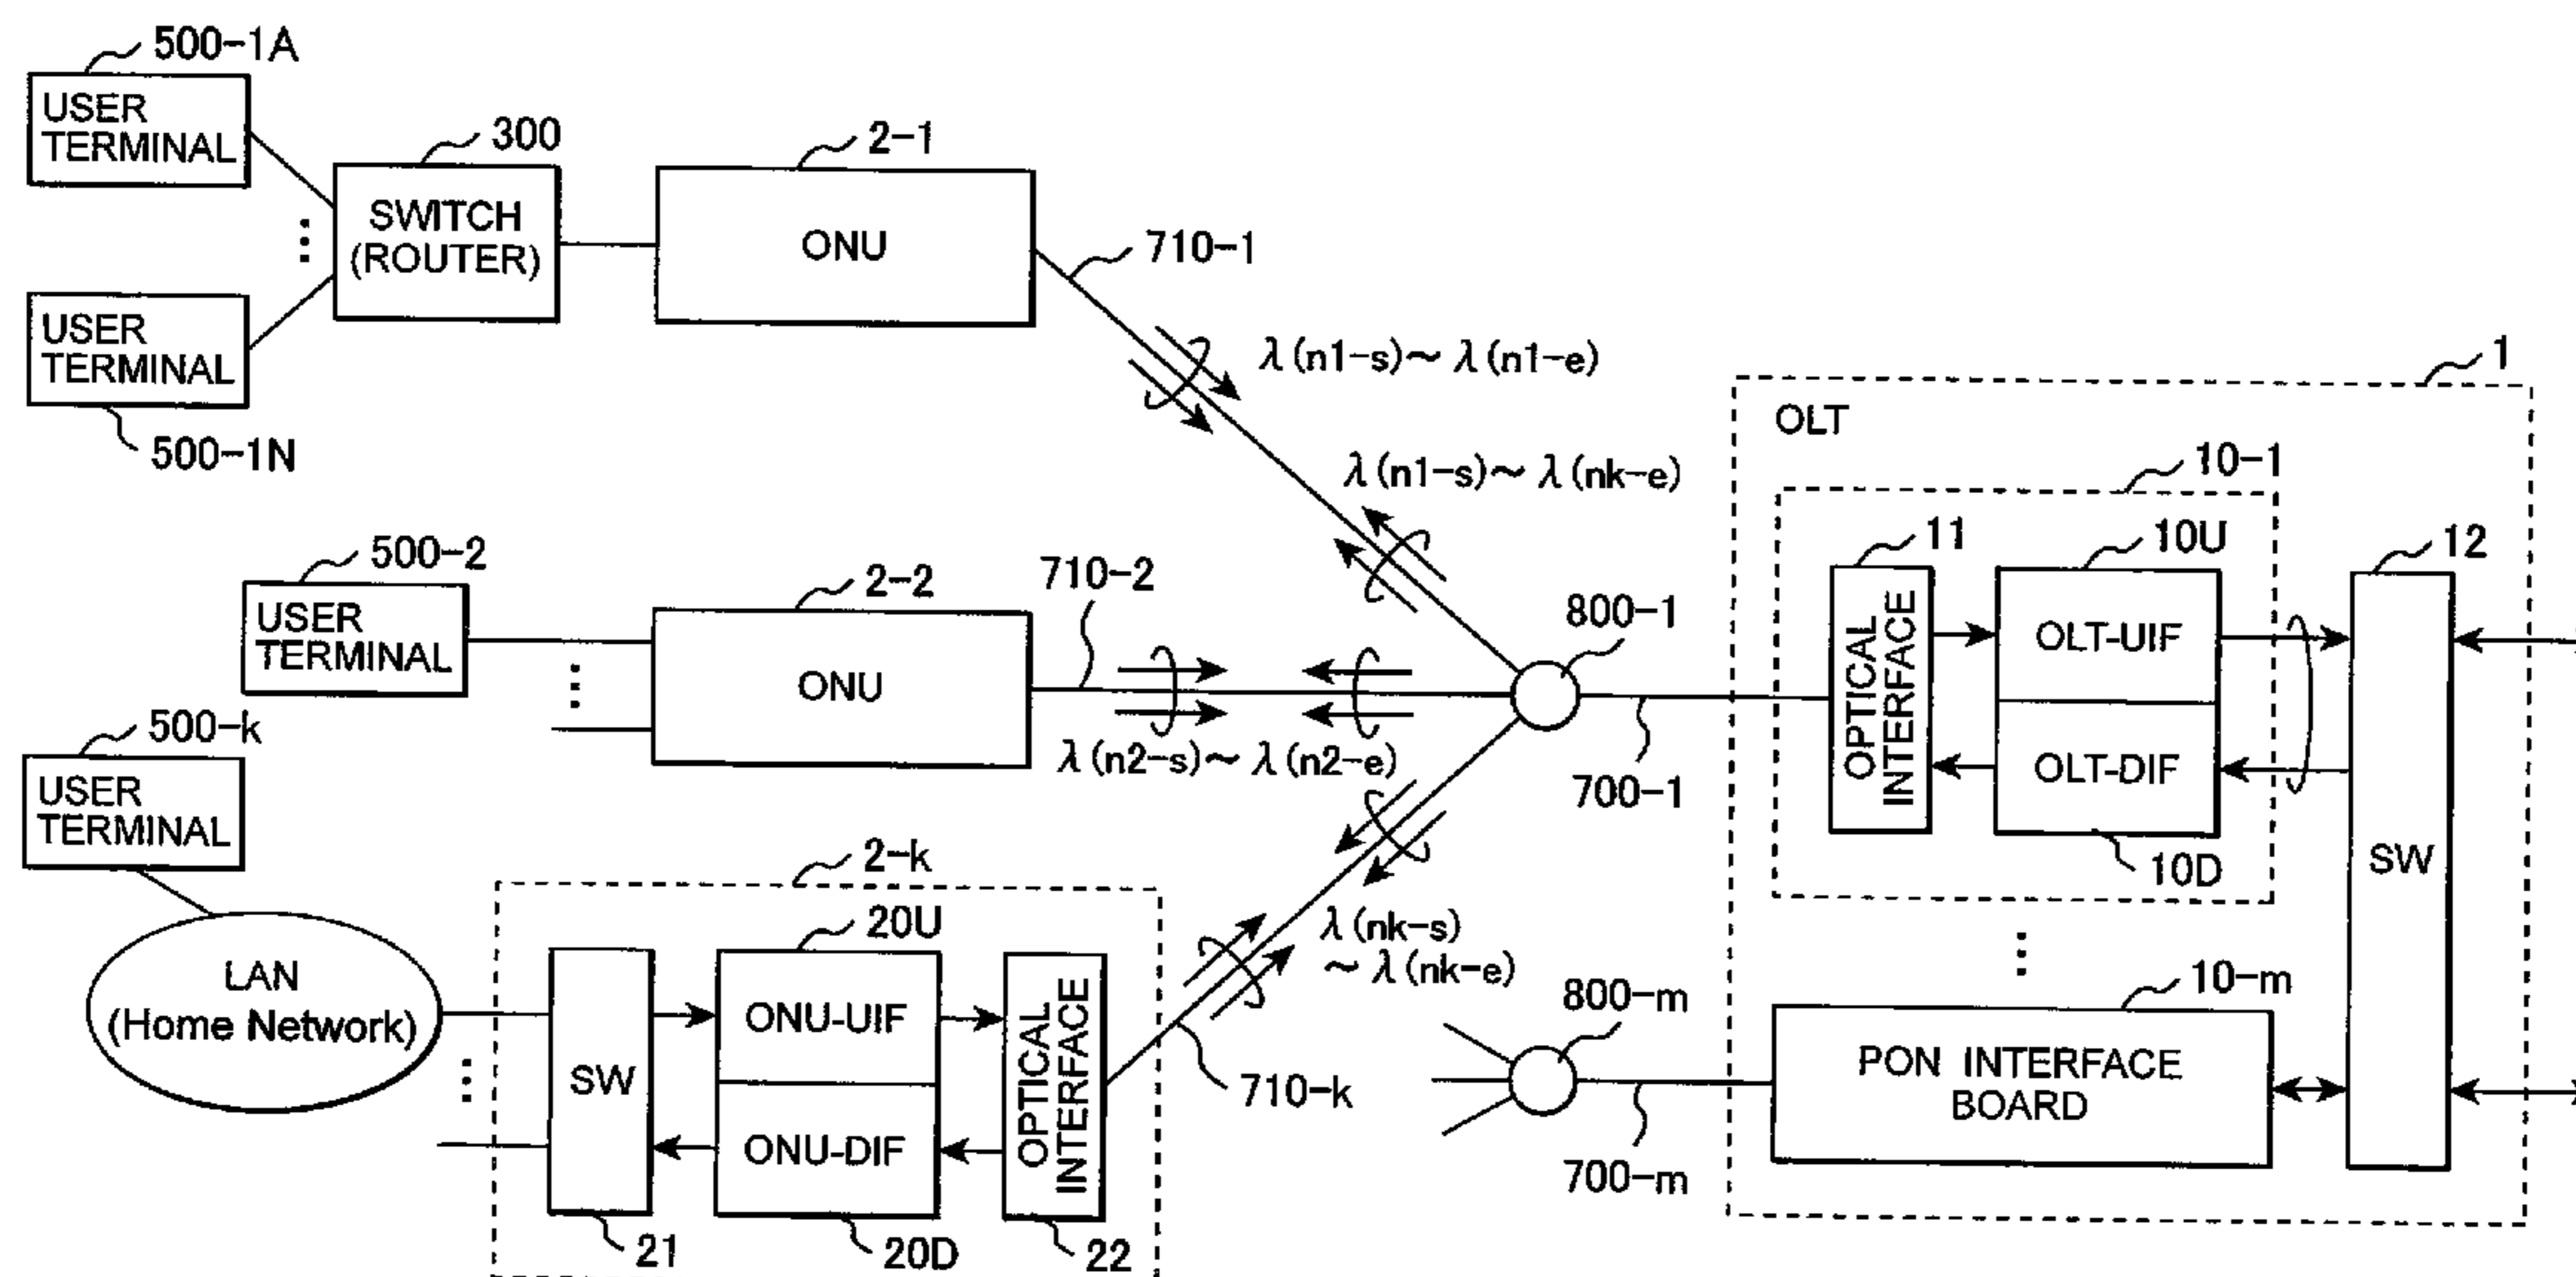 500-1A
USER
TERMINAL
300
SWITCH
(ROUTER)
2-1
ONU
710-1
USER
TERMINAL
500-1N
λ(n1-s)~ λ(n1-e)
λ(n1-s)~ λ(nk-e)
500-2
USER
TERMINAL
2-2
ONU
710-2
λ(n2-s)~ λ(n2-e)
800-1
700-1
1
OLT
10-1
11
OPTICAL
INTERFACE
10U
OLT-UIF
OLT-DIF
10D
12
SW
500-k
USER
TERMINAL
LAN
(Home Network)
2-k
SW
21
20U
ONU-UIF
ONU-DIF
20D
OPTICAL
INTERFACE
22
710-k
λ(nk-s)
~ λ(nk-e)
800-m
700-m
10-m
PON INTERFACE
BOARD